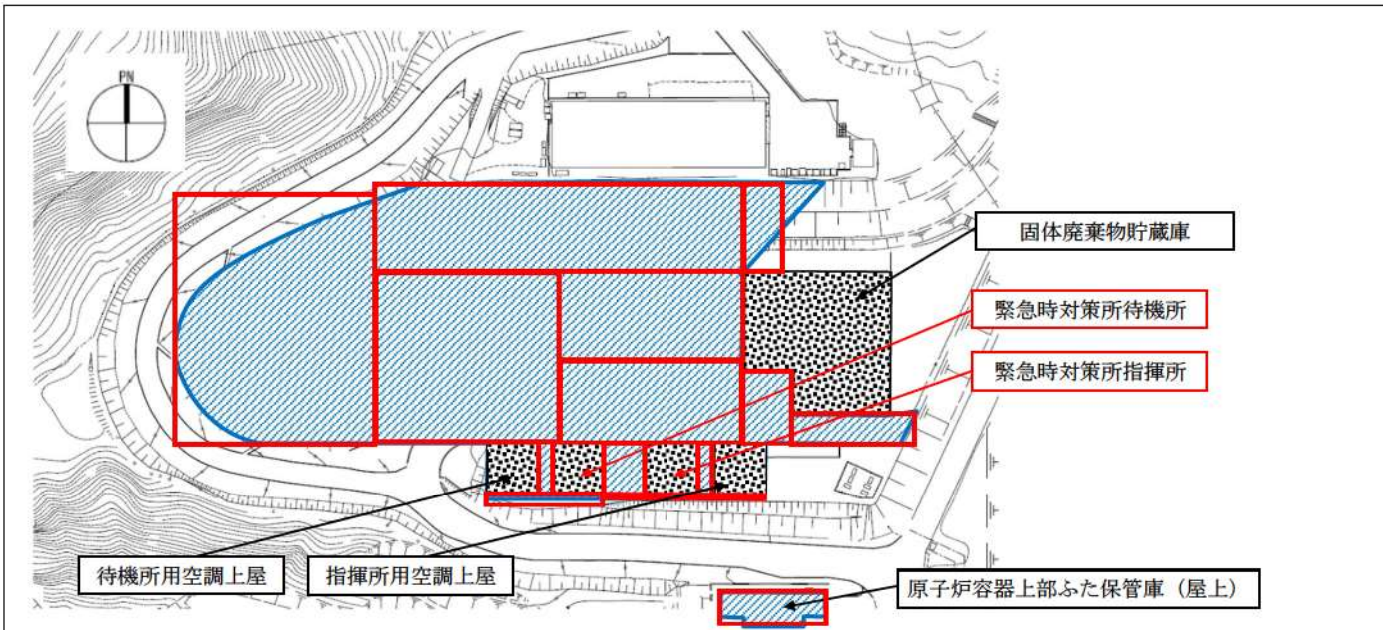 PN
固体廃棄物貯蔵庫
緊急時対策所待機所
緊急時対策所指揮所
待機所用空調上屋
指揮所用空調上屋
原子炉容器上部ふた保管庫（屋上）